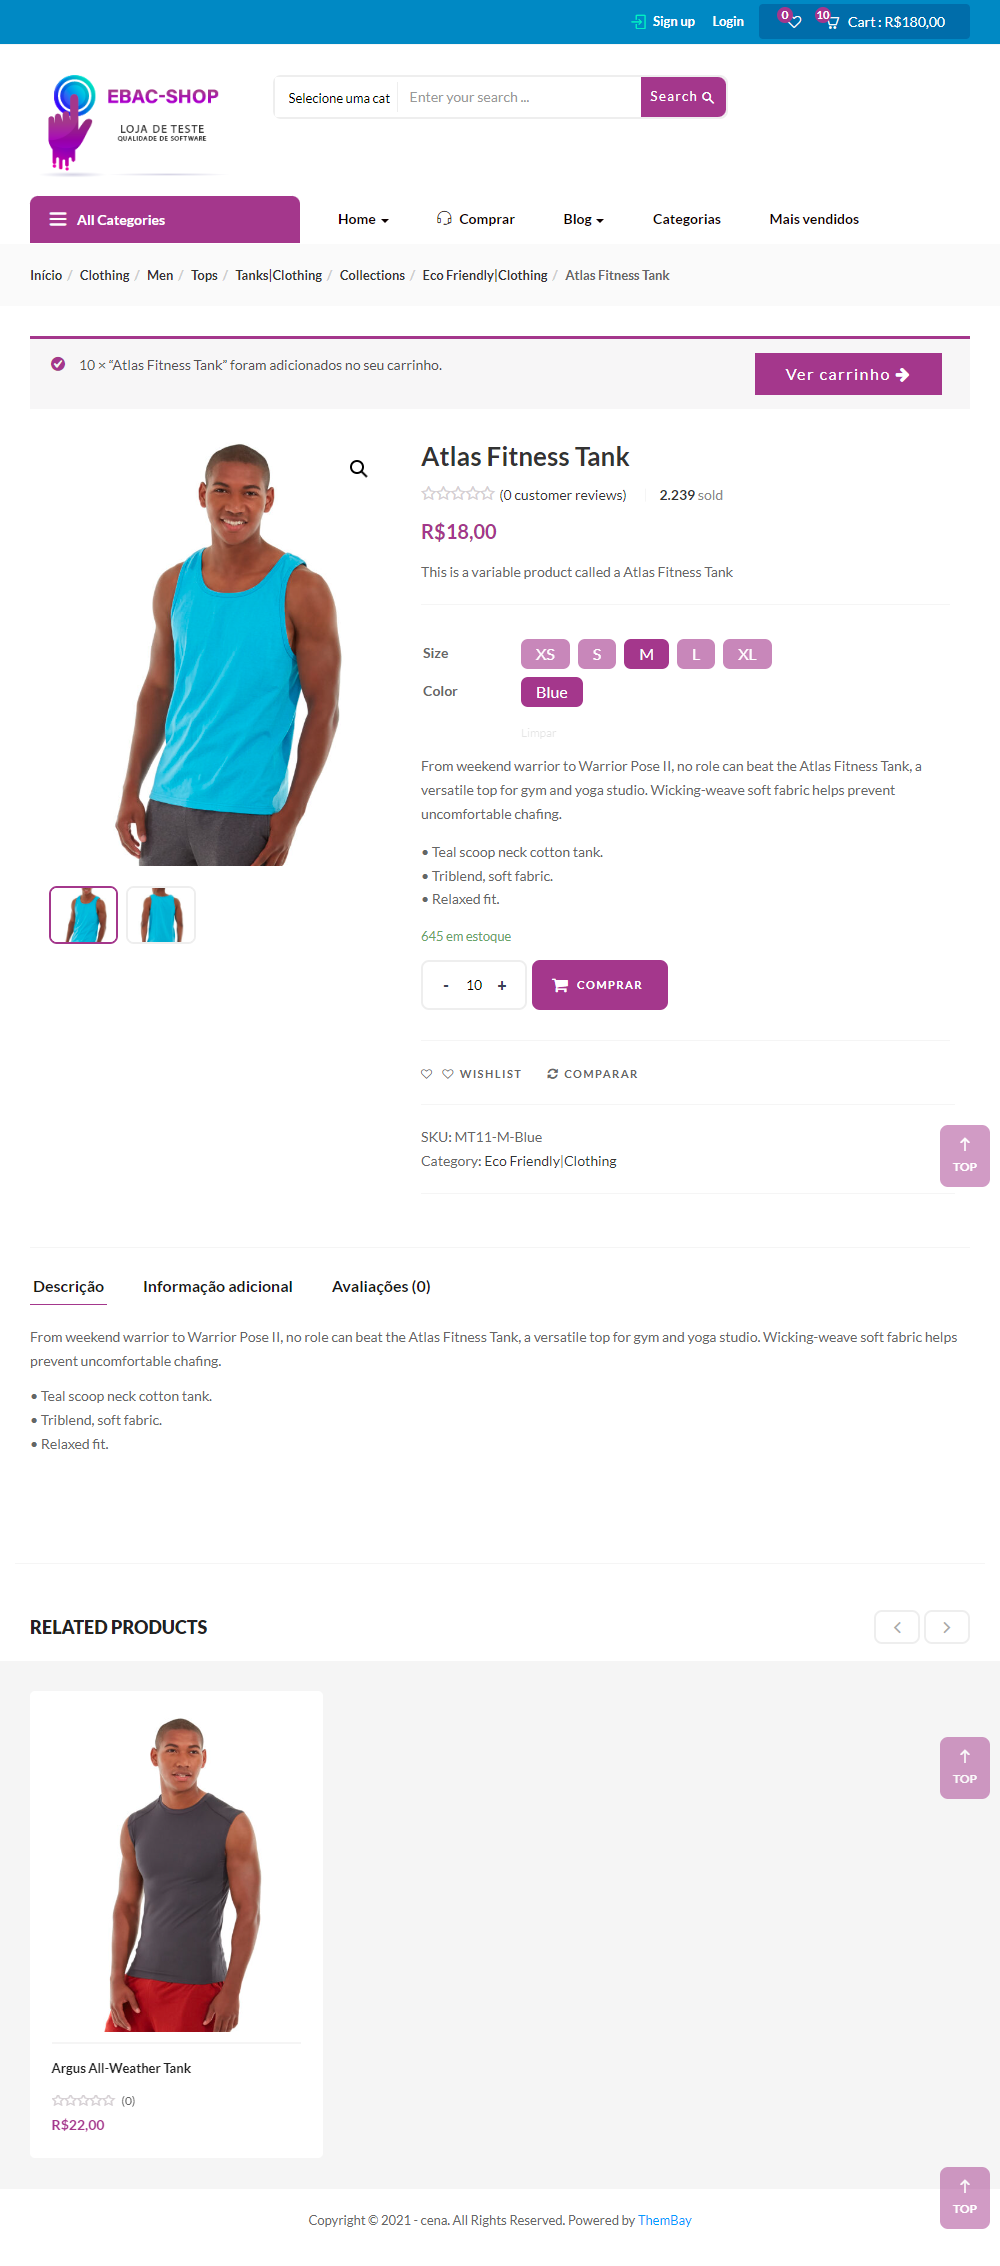 Sign up Login 0 10 Cart : R$180,00
EBAC-SHOP
LOJA DE TESTE
QUALIDADE DE SOFTWARE
Selecione uma cat Enter your search ... Search
All Categories Home Comprar Blog Categorias Mais vendidos
Início / Clothing / Men / Tops / Tanks|Clothing / Collections / Eco Friendly|Clothing / Atlas Fitness Tank
10 × “Atlas Fitness Tank” foram adicionados no seu carrinho. Ver carrinho
Atlas Fitness Tank
(0 customer reviews) 2.239 sold
R$18,00
This is a variable product called a Atlas Fitness Tank
Size XS S M L XL
Color Blue
Limpar
From weekend warrior to Warrior Pose II, no role can beat the Atlas Fitness Tank, a
versatile top for gym and yoga studio. Wicking-weave soft fabric helps prevent
uncomfortable chafing.
• Teal scoop neck cotton tank.
• Triblend, soft fabric.
• Relaxed fit.
645 em estoque
- 10 + COMPRAR
WISHLIST COMPARAR
SKU: MT11-M-Blue
Category: Eco Friendly|Clothing
TOP
Descrição Informação adicional Avaliações (0)
From weekend warrior to Warrior Pose II, no role can beat the Atlas Fitness Tank, a versatile top for gym and yoga studio. Wicking-weave soft fabric helps
prevent uncomfortable chafing.
• Teal scoop neck cotton tank.
• Triblend, soft fabric.
• Relaxed fit.
RELATED PRODUCTS
TOP
Argus All-Weather Tank
(0)
R$22,00
TOP
Copyright © 2021 - cena. All Rights Reserved. Powered by ThemBay